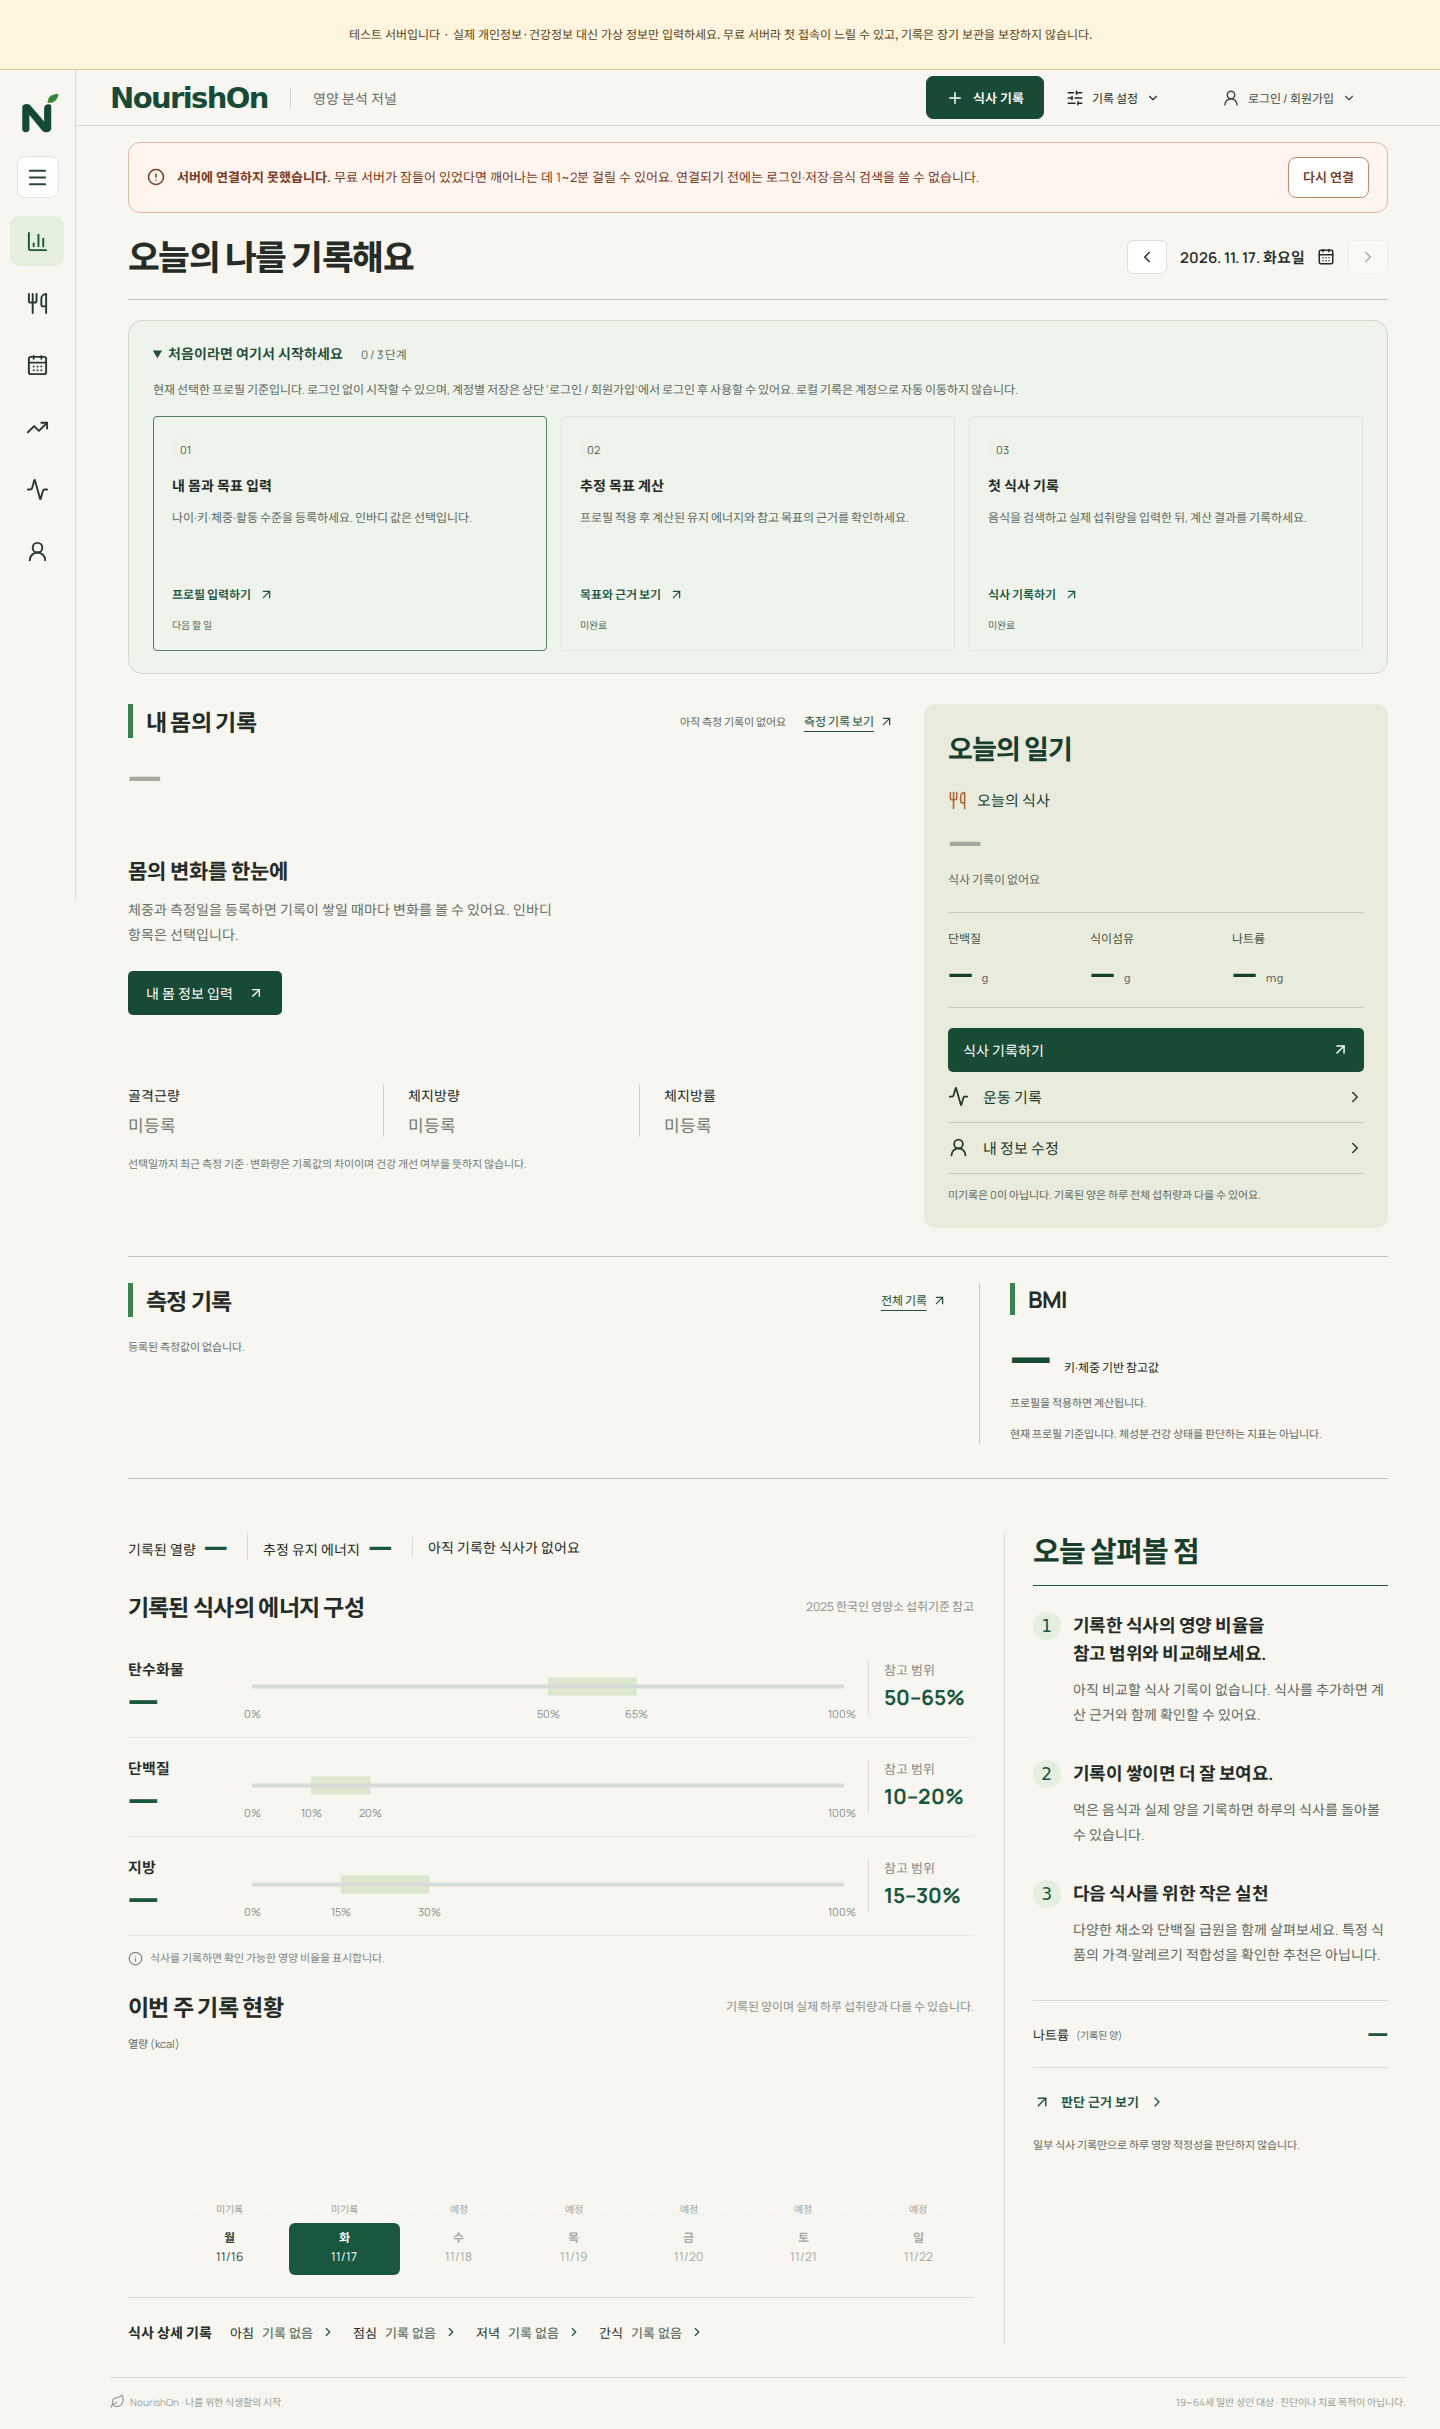 테스트 서버입니다 · 실제 개인정보·건강정보 대신 가상 정보만 입력하세요. 무료 서버라 첫 접속이 느릴 수 있고, 기록은 장기 보관을 보장하지 않습니다.
N
NourishOn
영양 분석 저널
식사 기록
기록 설정
로그인 / 회원가입
서버에 연결하지 못했습니다. 무료 서버가 잠들어 있었다면 깨어나는 데 1~2분 걸릴 수 있어요. 연결되기 전에는 로그인·저장·음식 검색을 쓸 수 없습니다.
다시 연결
오늘의 나를 기록해요
2026. 11. 17. 화요일
▼ 처음이라면 여기서 시작하세요
0 / 3 단계
현재 선택한 프로필 기준입니다. 로그인 없이 시작할 수 있으며, 계정별 저장은 상단 '로그인 / 회원가입'에서 로그인 후 사용할 수 있어요. 로컬 기록은 계정으로 자동 이동하지 않습니다.
01
내 몸과 목표 입력
나이·키·체중·활동 수준을 등록하세요. 인바디 값은 선택입니다.
프로필 입력하기
다음 할 일
02
추정 목표 계산
프로필 적용 후 계산된 유지 에너지와 참고 목표의 근거를 확인하세요.
목표와 근거 보기
미완료
03
첫 식사 기록
음식을 검색하고 실제 섭취량을 입력한 뒤, 계산 결과를 기록하세요.
식사 기록하기
미완료
내 몸의 기록
아직 측정 기록이 없어요
측정 기록 보기
—
몸의 변화를 한눈에
체중과 측정일을 등록하면 기록이 쌓일 때마다 변화를 볼 수 있어요. 인바디
항목은 선택입니다.
내 몸 정보 입력
골격근량
미등록
체지방량
미등록
체지방률
미등록
선택일까지 최근 측정 기준 · 변화량은 기록값의 차이이며 건강 개선 여부를 뜻하지 않습니다.
오늘의 일기
오늘의 식사
—
식사 기록이 없어요
단백질
— g
식이섬유
— g
나트륨
— mg
식사 기록하기
운동 기록
내 정보 수정
미기록은 0이 아닙니다. 기록된 양은 하루 전체 섭취량과 다를 수 있어요.
측정 기록
전체 기록
등록된 측정값이 없습니다.
BMI
— 키·체중 기반 참고값
프로필을 적용하면 계산됩니다.
현재 프로필 기준입니다. 체성분·건강 상태를 판단하는 지표는 아닙니다.
기록된 열량 —
추정 유지 에너지 —
아직 기록한 식사가 없어요
기록된 식사의 에너지 구성
2025 한국인 영양소 섭취기준 참고
탄수화물
—
0% 50% 65% 100%
참고 범위
50–65%
단백질
—
0% 10% 20% 100%
참고 범위
10–20%
지방
—
0% 15% 30% 100%
참고 범위
15–30%
식사를 기록하면 확인 가능한 영양 비율을 표시합니다.
이번 주 기록 현황
기록된 양이며 실제 하루 섭취량과 다를 수 있습니다.
열량 (kcal)
미기록 미기록 예정 예정 예정 예정 예정
월 화 수 목 금 토 일
11/16 11/17 11/18 11/19 11/20 11/21 11/22
식사 상세 기록
아침 기록 없음
점심 기록 없음
저녁 기록 없음
간식 기록 없음
오늘 살펴볼 점
1
기록한 식사의 영양 비율을
참고 범위와 비교해보세요.
아직 비교할 식사 기록이 없습니다. 식사를 추가하면 계
산 근거와 함께 확인할 수 있어요.
2
기록이 쌓이면 더 잘 보여요.
먹은 음식과 실제 양을 기록하면 하루의 식사를 돌아볼
수 있습니다.
3
다음 식사를 위한 작은 실천
다양한 채소와 단백질 급원을 함께 살펴보세요. 특정 식
품의 가격·알레르기 적합성을 확인한 추천은 아닙니다.
나트륨 (기록된 양) —
판단 근거 보기
일부 식사 기록만으로 하루 영양 적정성을 판단하지 않습니다.
NourishOn · 나를 위한 식생활의 시작
19~64세 일반 성인 대상 · 진단이나 치료 목적이 아닙니다.